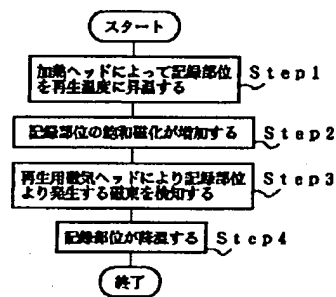 スタート
加熱ヘッドによって記録部位 Step1
を再生温度に昇温する
記録部位の飽和磁化が増加する Step2
再生用磁気ヘッドにより記録部位 Step3
より発生する磁束を検知する
記録部位が降温する Step4
終了